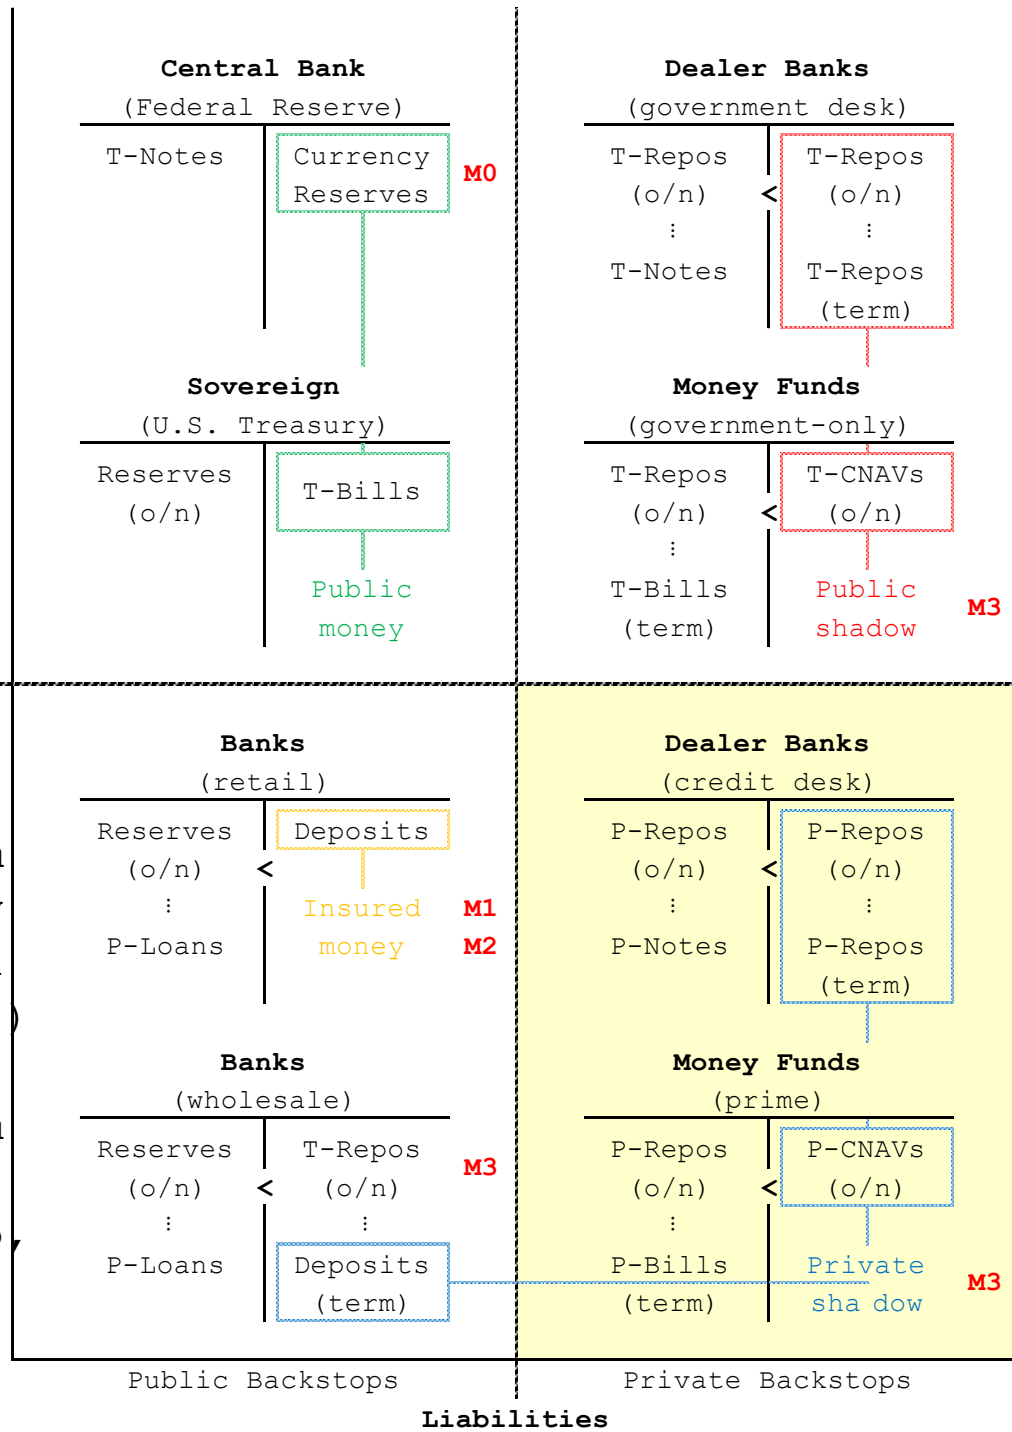 Central Bank
(Federal Reserve)
T-Notes
Currency
Reserves
M0
Sovereign
(U.S. Treasury)
Reserves
(o/n)
T-Bills
Public
money
Dealer Banks
(government desk)
T-Repos
(o/n)
⋮
T-Notes
<
T-Repos
(o/n)
⋮
T-Repos
(term)
Money Funds
(government-only)
T-Repos
(o/n)
⋮
T-Bills
(term)
<
T-CNAVs
(o/n)
Public
shadow
M3
Banks
(retail)
Reserves
(o/n)
⋮
P-Loans
<
Deposits
Insured
money
M1
M2
Banks
(wholesale)
Reserves
(o/n)
⋮
P-Loans
<
T-Repos
(o/n)
⋮
Deposits
(term)
M3
Dealer Banks
(credit desk)
P-Repos
(o/n)
⋮
P-Notes
<
P-Repos
(o/n)
⋮
P-Repos
(term)
Money Funds
(prime)
P-Repos
(o/n)
⋮
P-Bills
(term)
<
P-CNAVs
(o/n)
Private
sha dow
M3
Public Backstops
Private Backstops
Liabilities